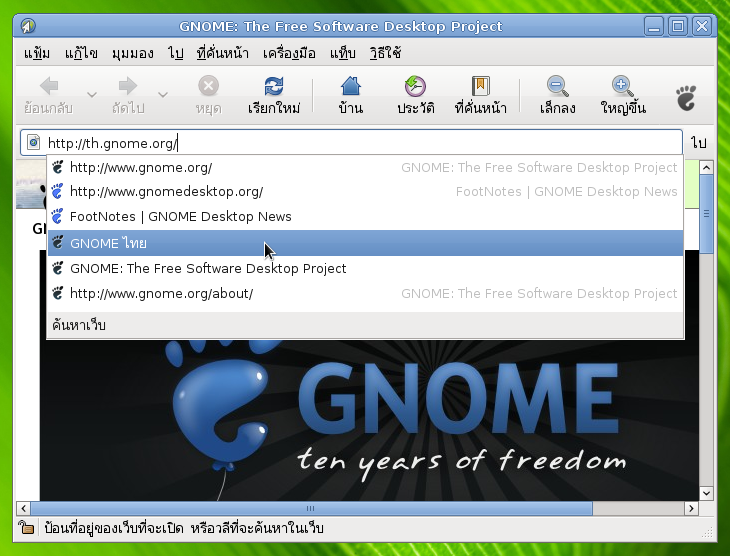 GNOME: The Free Software Desktop Project
แฟ้ม แก้ไข มุมมอง ไป ที่คั่นหน้า เครื่องมือ แท็บ วิธีใช้
ย้อนกลับ ถัดไป หยุด เรียกใหม่ บ้าน ประวัติ ที่คั่นหน้า เล็กลง ใหญ่ขึ้น
http://th.gnome.org/ ไป
http://www.gnome.org/ GNOME: The Free Software Desktop Project
http://www.gnomedesktop.org/ FootNotes | GNOME Desktop News
FootNotes | GNOME Desktop News
GNOME ไทย
GNOME: The Free Software Desktop Project
http://www.gnome.org/about/ GNOME: The Free Software Desktop Project
ค้นหาเว็บ
GNOME
ten years of freedom
ป้อนที่อยู่ของเว็บที่จะเปิด หรือวลีที่จะค้นหาในเว็บ